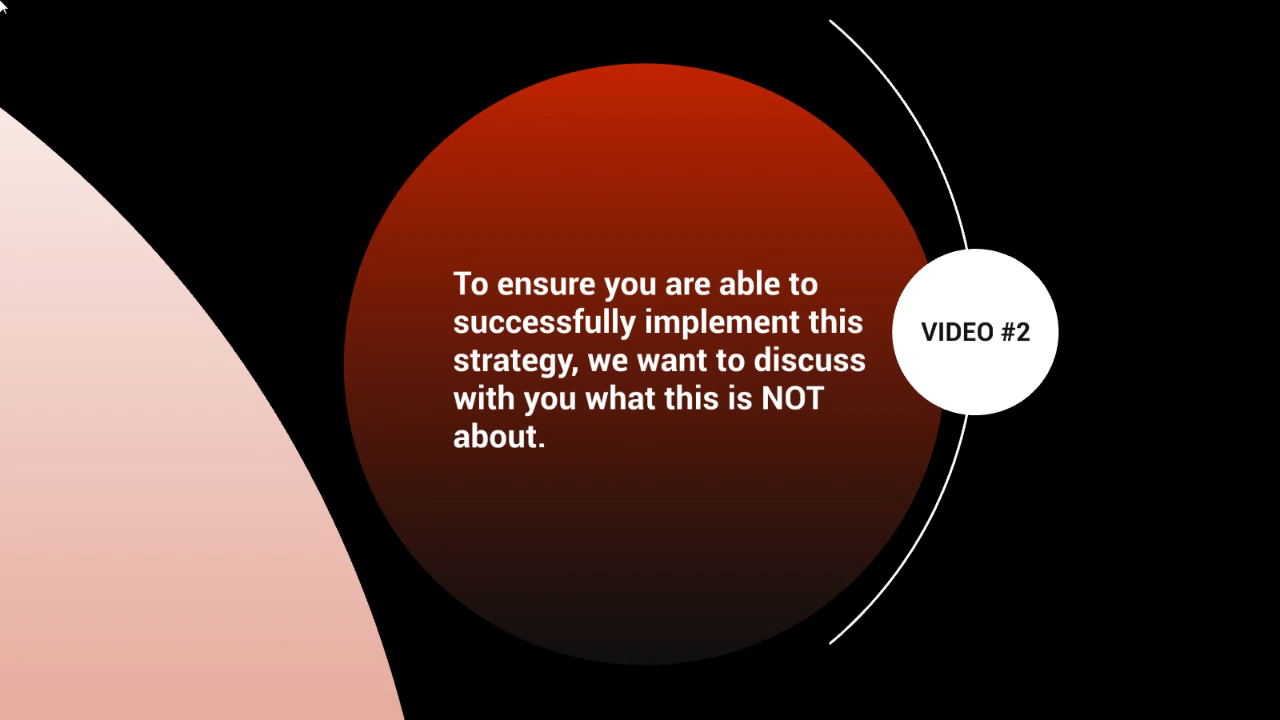 To ensure you are able to
successfully implement this
strategy, we want to discuss
with you what this is NOT
about.
VIDEO #2